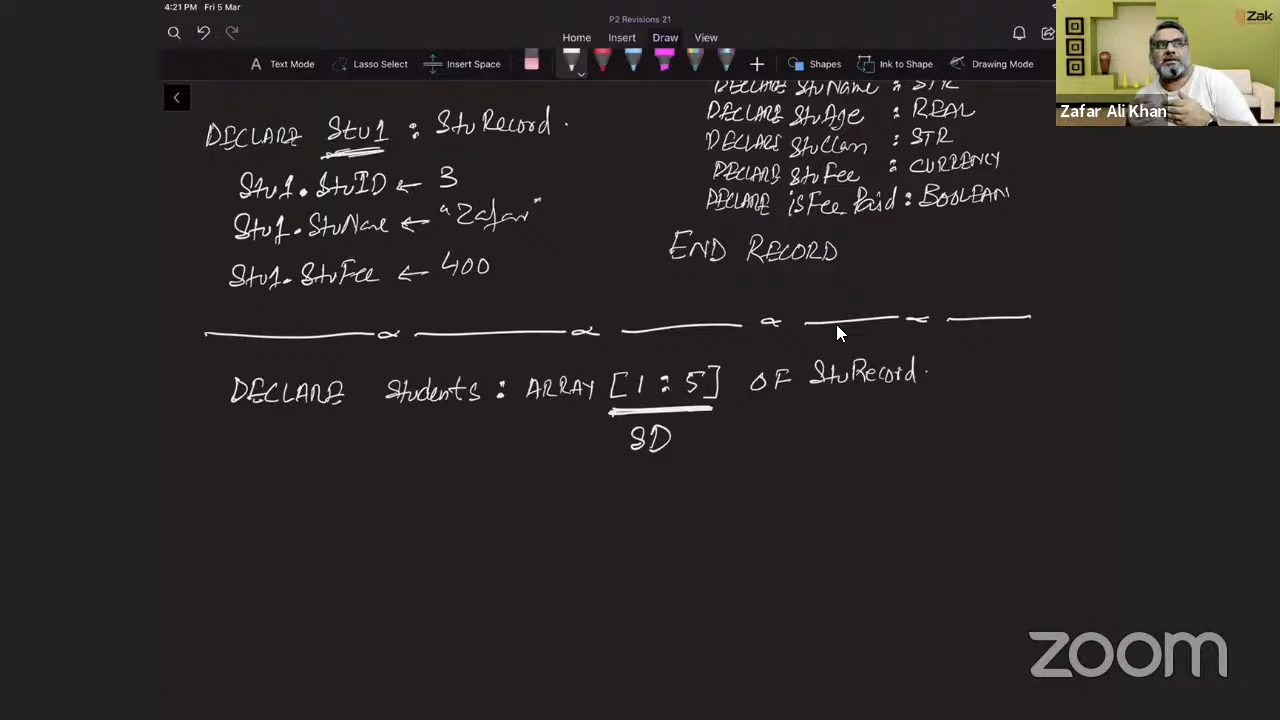 4:21 PM Fri 5 Mar
P2 Revisions 21
Home Insert Draw View
Text Mode Lasso Select Insert Space Shapes Ink to Shape Drawing Mode
Zak
Zafar Ali Khan
DECLARE Stu1 : StuRecord.
Stu1.StuID ← 3
Stu1.StuName ← "Zafar"
Stu1.StuFee ← 400
DECLARE StuName : STR
DECLARE StuAge : REAL
DECLARE StuClass : STR
DECLARE StuFee : CURRENCY
DECLARE isFeePaid : BOOLEAN
END RECORD
DECLARE Students : ARRAY [1 : 5] OF StuRecord.
zoom